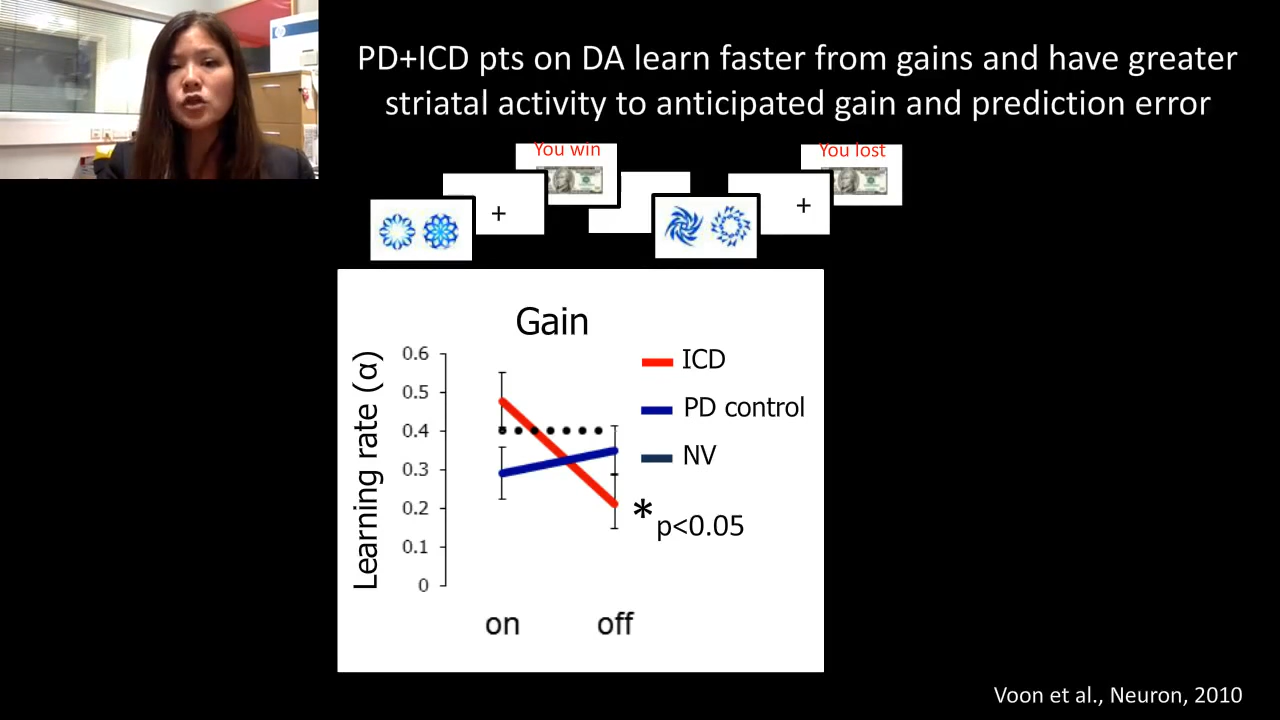 PD+ICD pts on DA learn faster from gains and have greater
striatal activity to anticipated gain and prediction error
You win
You lost
+
+
Gain
Learning rate (α)
0.6
0.5
0.4
0.3
0.2
0.1
0
on
off
ICD
PD control
NV
*
p<0.05
Voon et al., Neuron, 2010